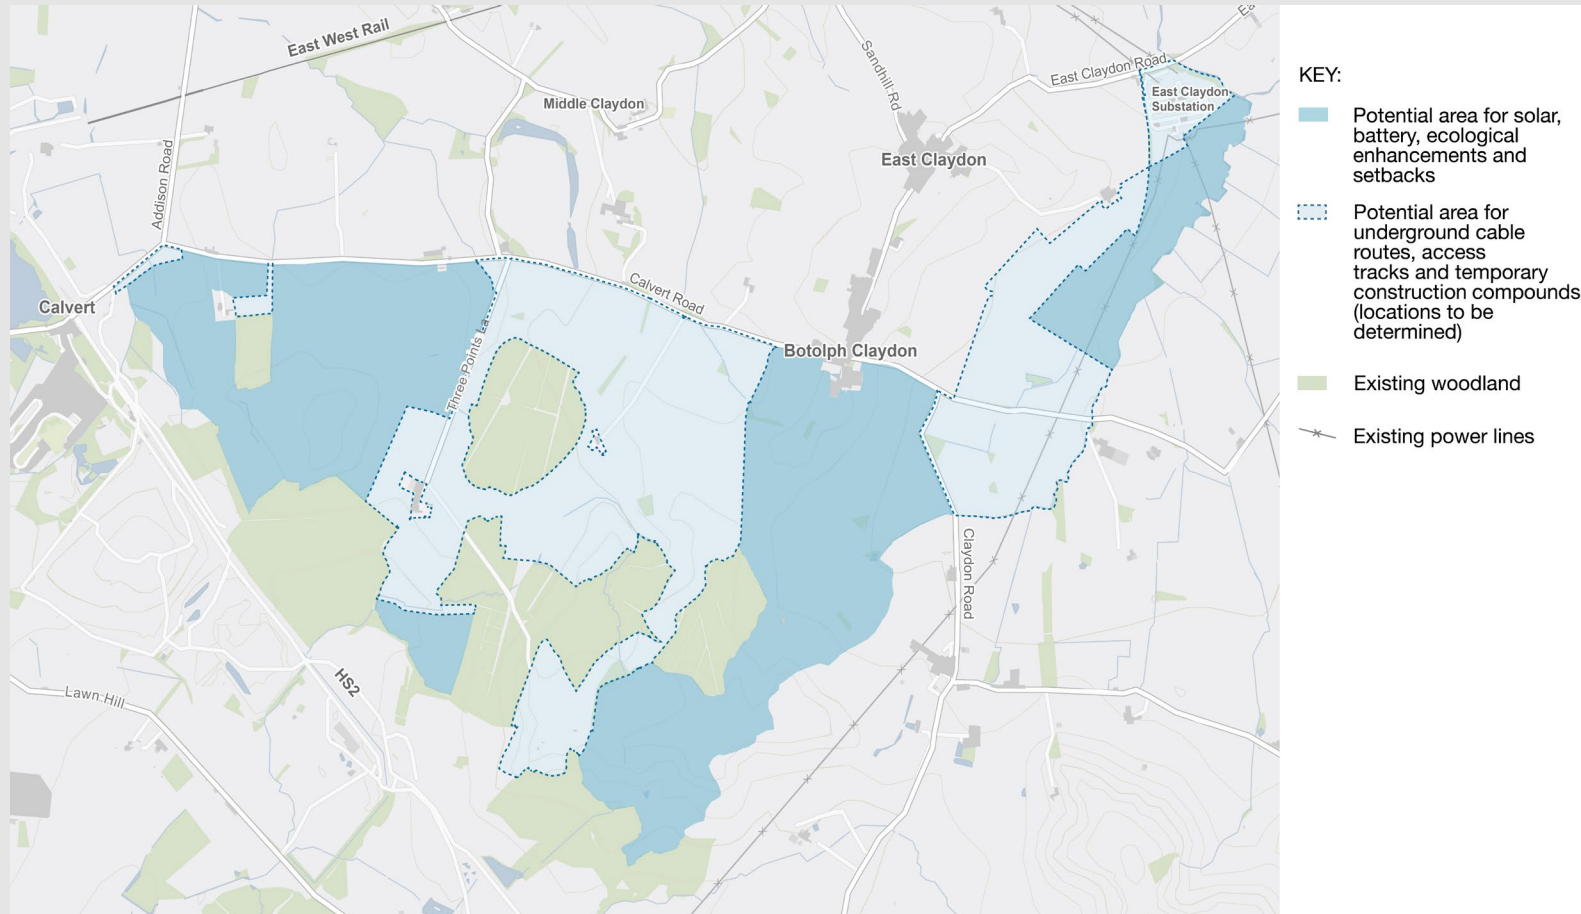 East West Rail
Middle Claydon
Sandhill Rd
East Claydon Road
Ea
East Claydon
Substation
East Claydon
Addison Road
Calvert
Calvert Road
Three Points La
Botolph Claydon
Claydon Road
HS2
Lawn Hill
KEY:
Potential area for solar,
battery, ecological
enhancements and
setbacks
Potential area for
underground cable
routes, access
tracks and temporary
construction compounds
(locations to be
determined)
Existing woodland
Existing power lines